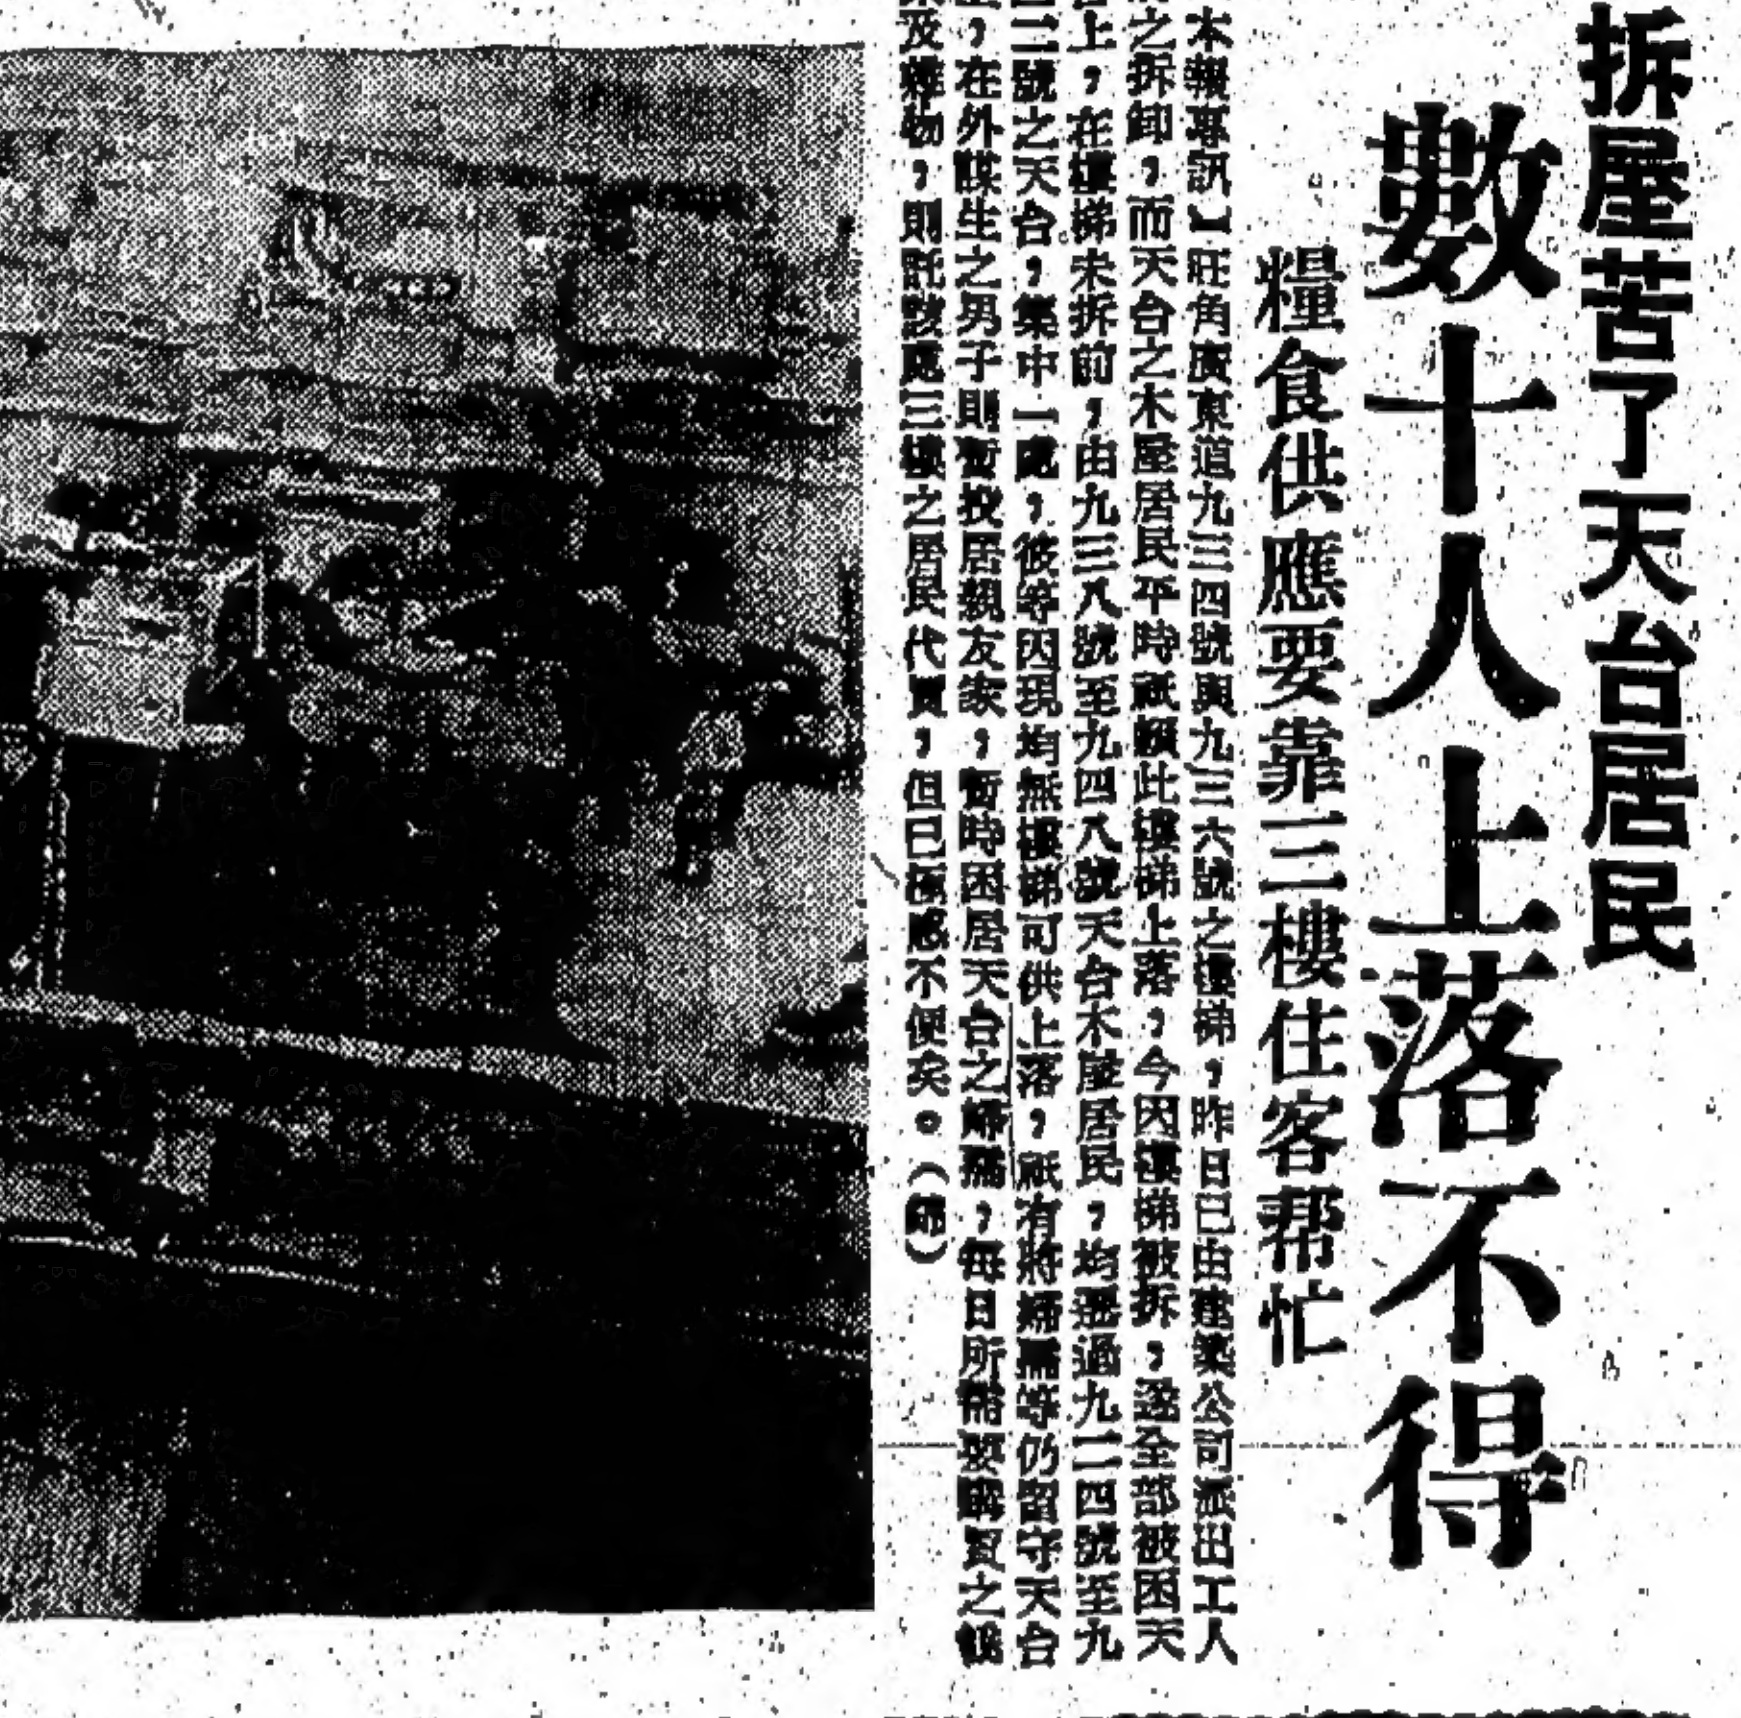 拆屋苦了天台居民
數十人上落不得
糧食供應要靠三樓住客帮忙
本報專訊】旺角廣東道九三四號與九三六號之樓梯，昨日已由建築公司派出工人
之拆卸，而天台之木屋居民平時祇賴此樓梯上落，今因樓梯被拆，遂全部被困天
上，在樓梯未拆前，由九三八號至九四八號天台木屋居民，均遷過九二四號至九
二號之天台，集中一處，彼等因現均無樓梯可供上落，祇有將婦孺等仍留守天台
，在外謀生之男子則暫投居親友家，暫時困居天台之婦孺，每日所需要購買之餸
及雜物，則託該處三樓之居民代買，但已極感不便矣。（師）